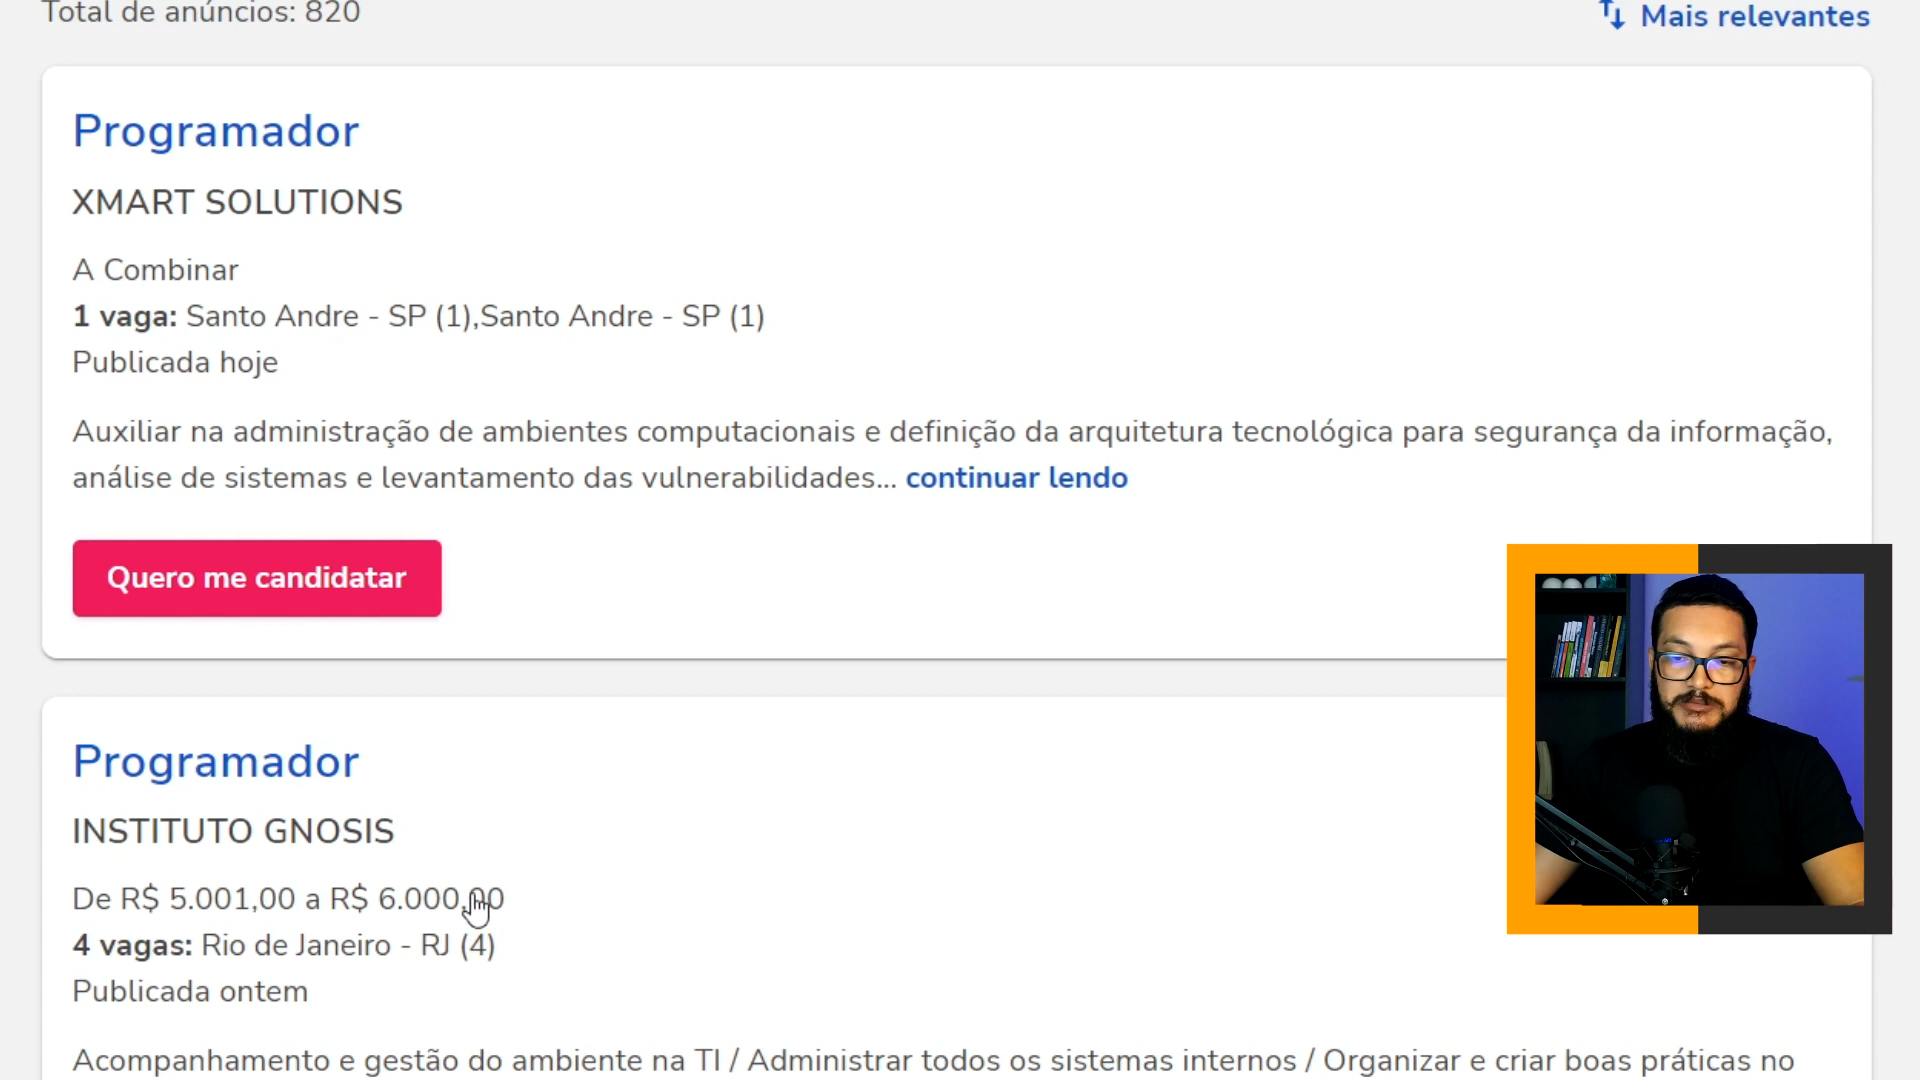 Total de anúncios: 820
Mais relevantes
Programador
XMART SOLUTIONS
A Combinar
1 vaga: Santo Andre - SP (1),Santo Andre - SP (1)
Publicada hoje
Auxiliar na administração de ambientes computacionais e definição da arquitetura tecnológica para segurança da informação,
análise de sistemas e levantamento das vulnerabilidades... continuar lendo
Quero me candidatar
Programador
INSTITUTO GNOSIS
De R$ 5.001,00 a R$ 6.000,00
4 vagas: Rio de Janeiro - RJ (4)
Publicada ontem
Acompanhamento e gestão do ambiente na TI / Administrar todos os sistemas internos / Organizar e criar boas práticas no